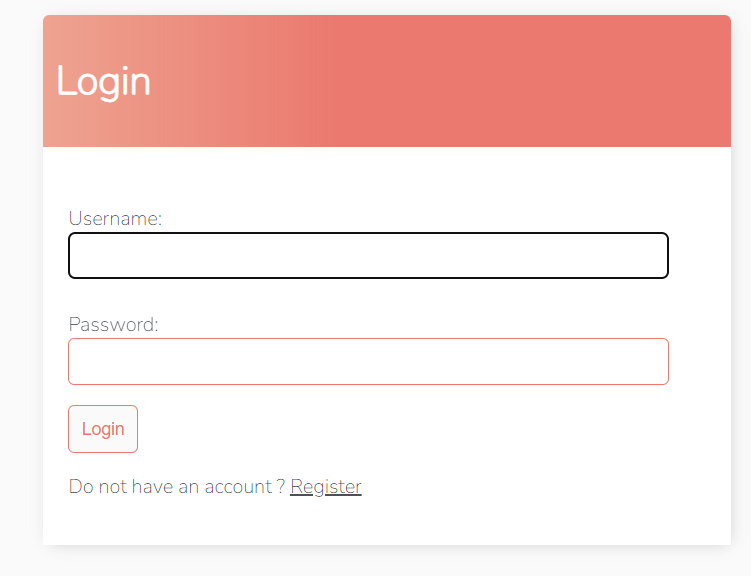 Login
Username:
Password:
Login
Do not have an account ? Register